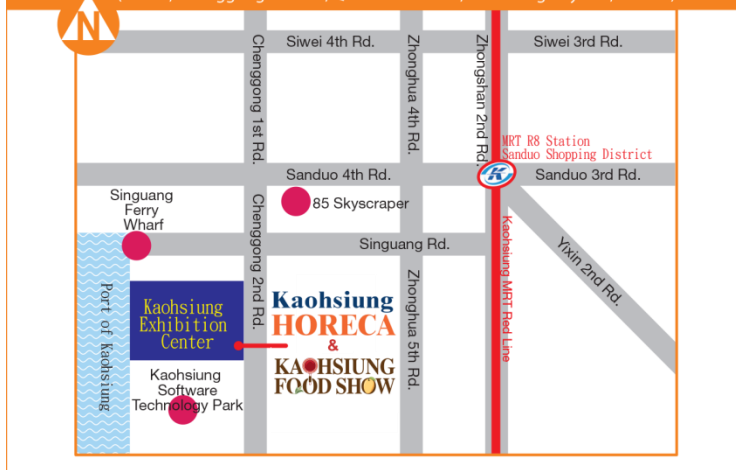 N
Siwei 4th Rd.
Siwei 3rd Rd.
Chenggong 1st Rd.
Zhonghua 4th Rd.
Zhongshan 2nd Rd.
MRT R8 Station
Sanduo Shopping District
K
Sanduo 4th Rd.
Sanduo 3rd Rd.
Singuang
Ferry
Wharf
85 Skyscraper
Chenggong 2nd Rd.
Singuang Rd.
Zhonghua 5th Rd.
Kaohsiung MRT Red Line
Yixin 2nd Rd.
Port of Kaohsiung
Kaohsiung
Exhibition
Center
Kaohsiung
HORECA
&
KAOHSIUNG
FOOD SHOW
Kaohsiung
Software
Technology Park